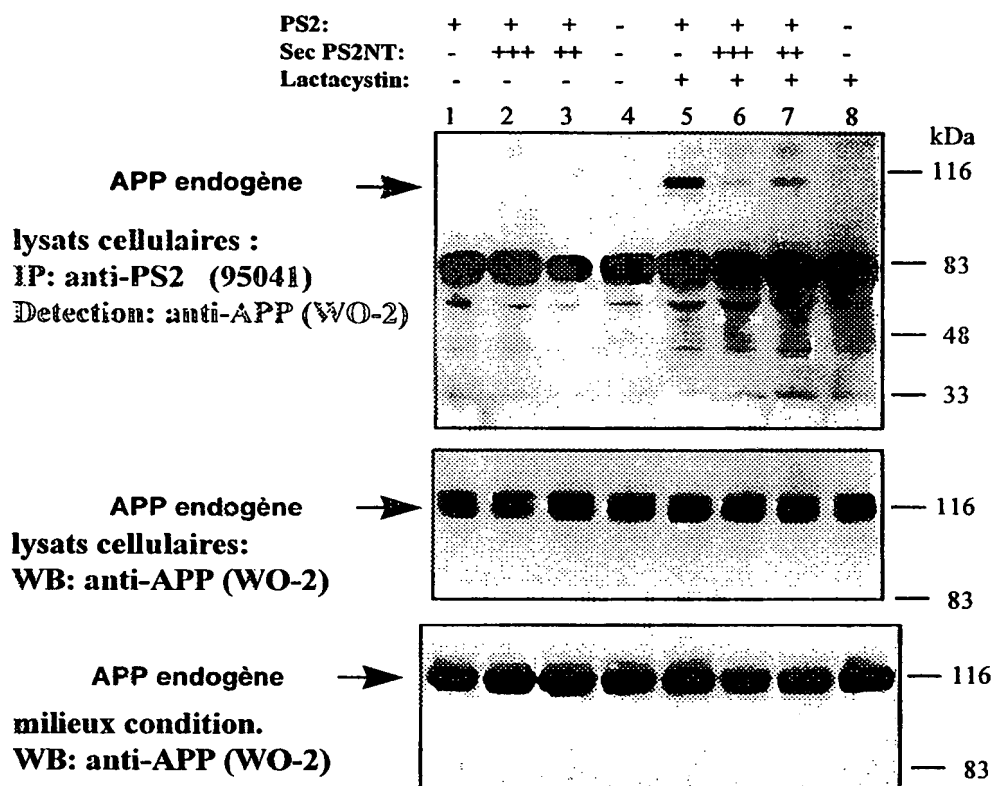 PS2: + + + - + + + -
Sec PS2NT: - +++ ++ - - +++ ++ -
Lactacystin: - - - - + + + +
1 2 3 4 5 6 7 8
kDa
APP endogène
116
lysats cellulaires :
IP: anti-PS2 (95041)
83
Detection: anti-APP (WO-2)
48
33
APP endogène
116
lysats cellulaires:
WB: anti-APP (WO-2)
83
APP endogène
116
milieux condition.
WB: anti-APP (WO-2)
83